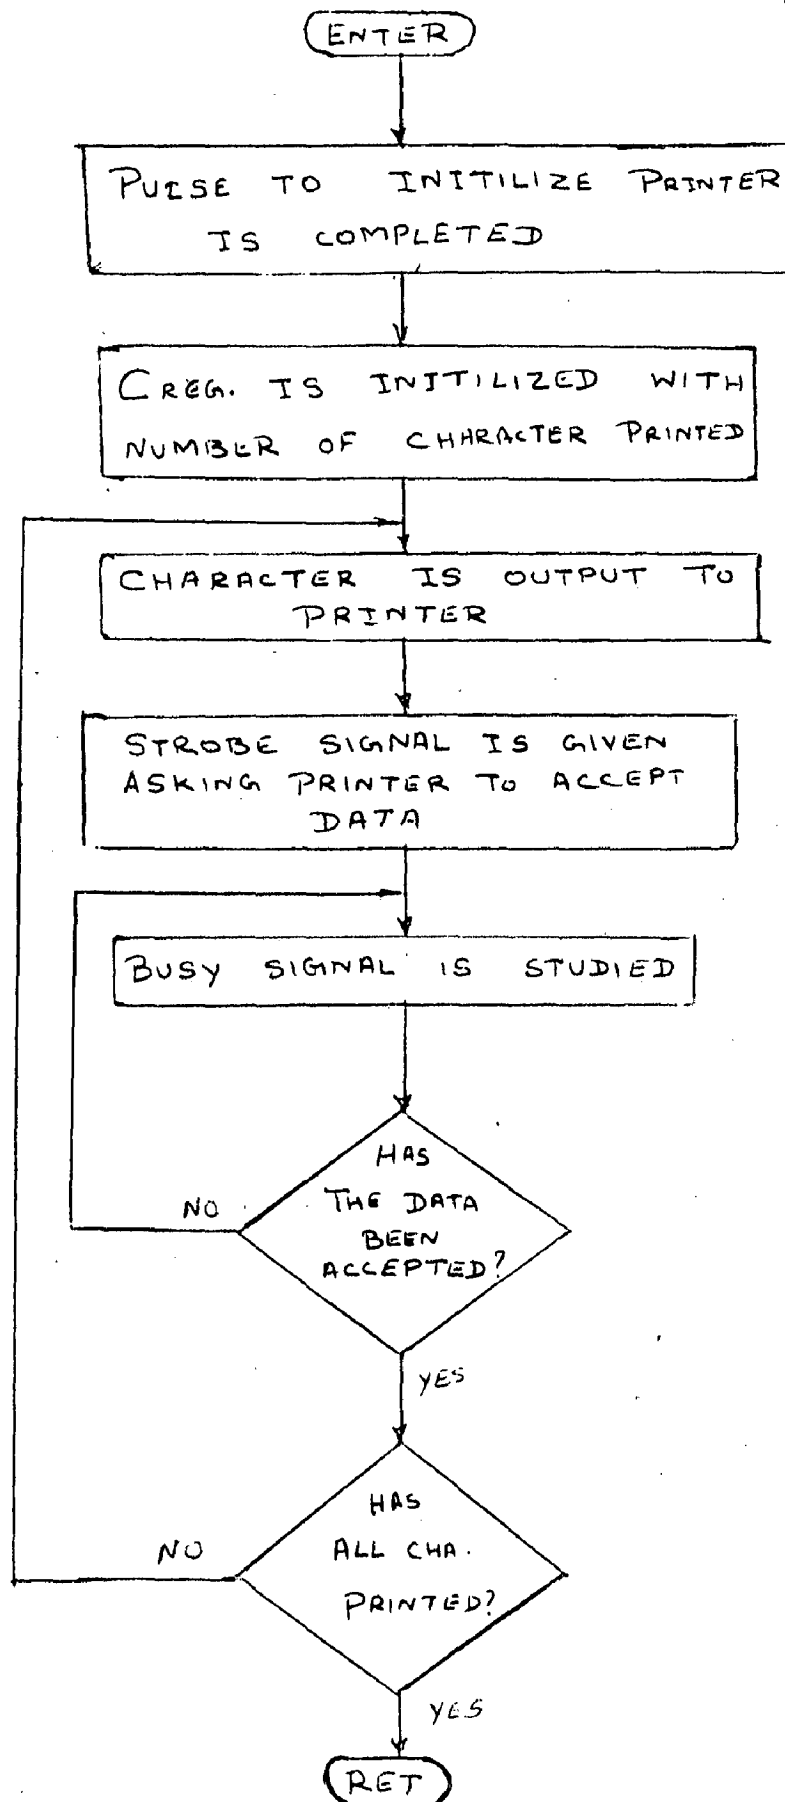 ENTER
PULSE TO INITILIZE PRINTER
IS COMPLETED
C REG. IS INITILIZED WITH
NUMBER OF CHARACTER PRINTED
CHARACTER IS OUTPUT TO
PRINTER
STROBE SIGNAL IS GIVEN
ASKING PRINTER TO ACCEPT
DATA
BUSY SIGNAL IS STUDIED
HAS
THE DATA
BEEN
ACCEPTED?
NO
YES
HAS
ALL CHA.
PRINTED?
NO
YES
RET